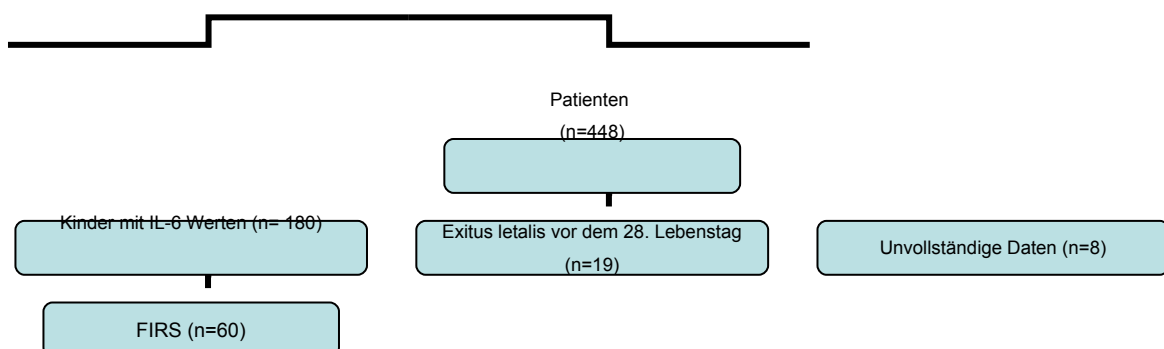 Patienten
(n=448)
Kinder mit IL-6 Werten (n= 180)
Exitus letalis vor dem 28. Lebenstag
(n=19)
Unvollständige Daten (n=8)
FIRS (n=60)